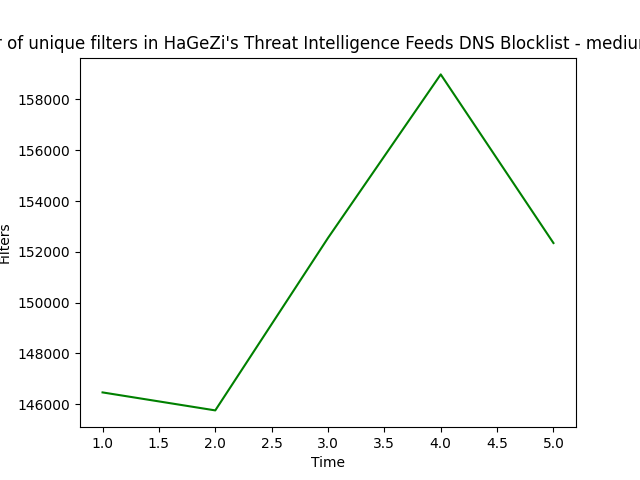 of unique filters in HaGeZi's Threat Intelligence Feeds DNS Blocklist -
158000
156000
154000
152000
150000
148000
146000
Filters
1.0 1.5 2.0 2.5 3.0 3.5 4.0 4.5 5.0
Time